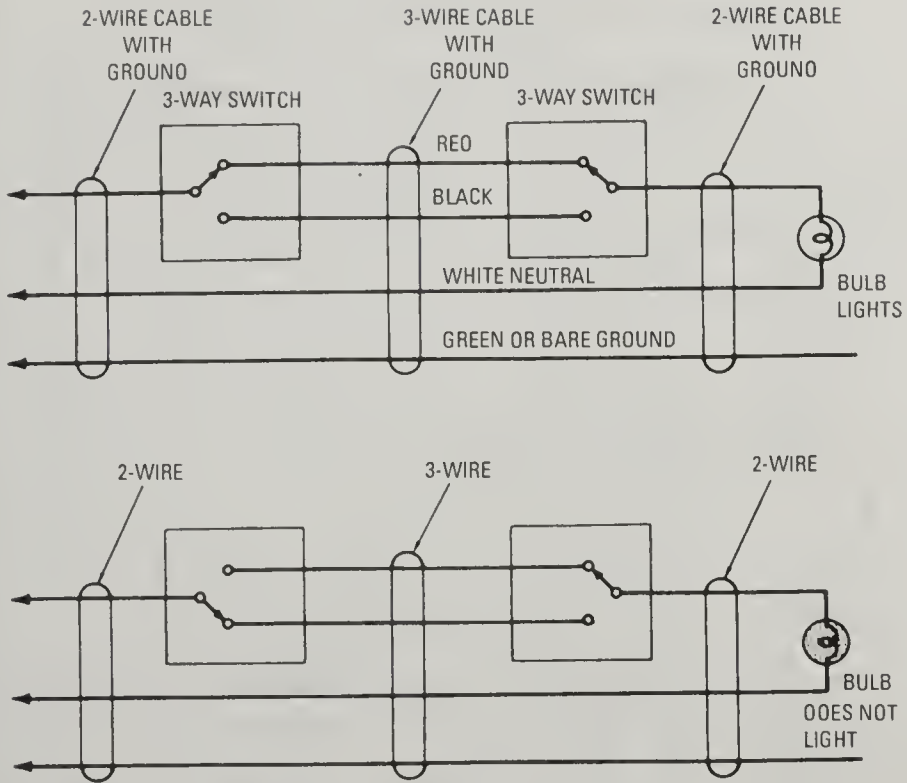 2-WIRE CABLE
WITH
GROUNO
3-WIRE CABLE
WITH
GROUND
2-WIRE CABLE
WITH
GROUNO
3-WAY SWITCH
3-WAY SWITCH
REO
BLACK
WHITE NEUTRAL
BULB
LIGHTS
GREEN OR BARE GROUND
2-WIRE
3-WIRE
2-WIRE
BULB
OOES NOT
LIGHT